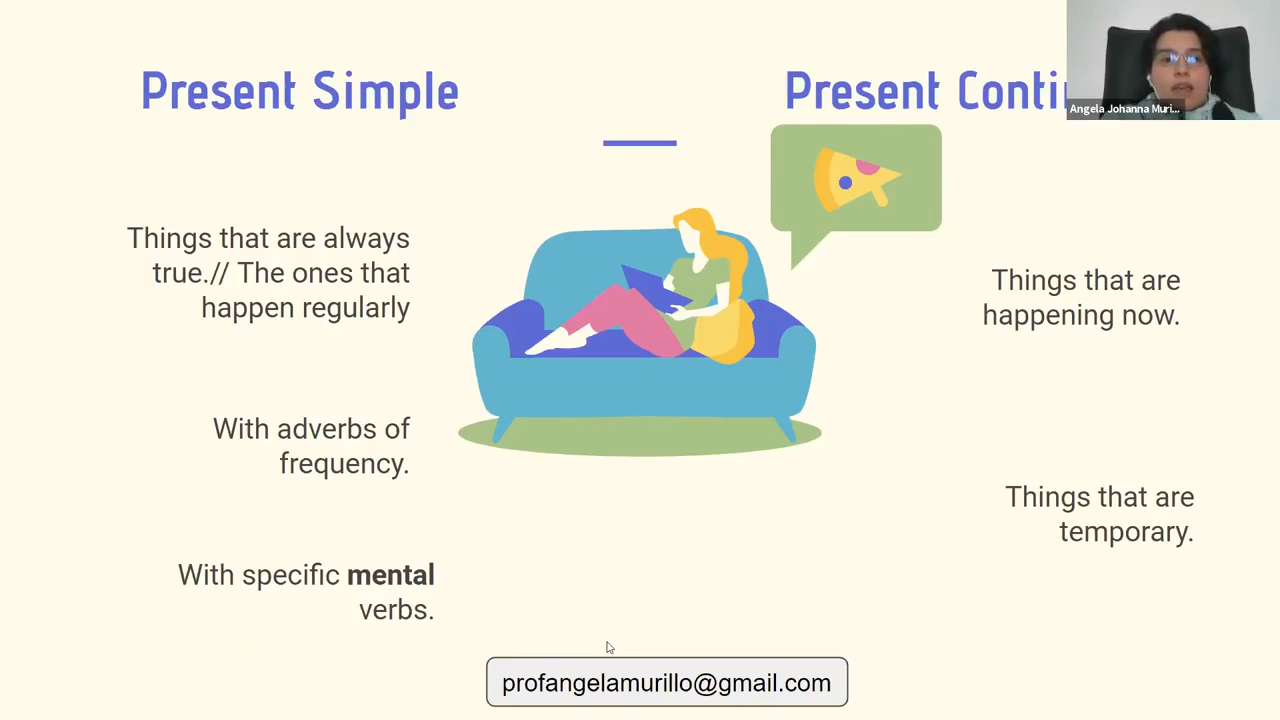 Present Simple
Present Conti
Angela Johanna Muri...
Things that are always
true.// The ones that
happen regularly
With adverbs of
frequency.
With specific mental
verbs.
Things that are
happening now.
Things that are
temporary.
profangelamurillo@gmail.com